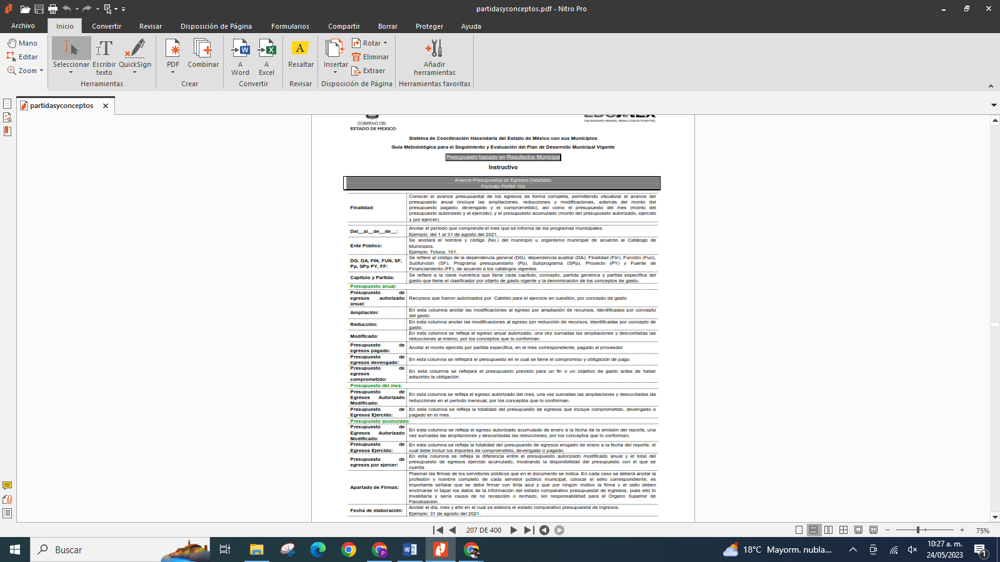 partidasyconceptos.pdf - Nitro Pro
Archivo Inicio Convertir Revisar Disposición de Página Formularios Compartir Borrar Proteger Ayuda
Mano
Editar
Zoom
Seleccionar Escribir texto QuickSign
Herramientas
PDF Combinar
Crear
A Word A Excel
Convertir
Resaltar
Revisar
Insertar Rotar Eliminar Extraer
Disposición de Página
Añadir herramientas
Herramientas favoritas
partidasyconceptos
GOBIERNO DEL
ESTADO DE MÉXICO
DECISIONES FIRMES, RESULTADOS FUERTES.
Sistema de Coordinación Hacendaria del Estado de México con sus Municipios
Guía Metodológica para el Seguimiento y Evaluación del Plan de Desarrollo Municipal Vigente
Presupuesto basado en Resultados Municipal
Instructivo
Avance Presupuestal de Egresos Detallado
Formato PbRM 10a
Finalidad:
Conocer el avance presupuestal de los egresos de forma completa, permitiendo visualizar el avance del
presupuesto anual (incluye las ampliaciones, reducciones y modificaciones, además del monto del
presupuesto pagado, devengado y el comprometido), así como el presupuesto del mes (monto del
presupuesto autorizado y el ejercido); y el presupuesto acumulado (monto del presupuesto autorizado, ejercido
y por ejercer).
Del__al__de__de__:
Anotar el período que comprende el mes que se informa de los programas municipales.
Ejemplo: del 1 al 31 de agosto del 2021.
Ente Público:
Se anotará el nombre y código (No.) del municipio u organismo municipal de acuerdo al Catálogo de
Municipios.
Ejemplo: Toluca, 101.
DG, DA, FIN, FUN, SF,
Pp, SPp PY, FF:
Se refiere al código de la dependencia general (DG), dependencia auxiliar (DA), Finalidad (Fin), Función (Fun),
Subfunción (SF), Programa presupuestario (Pp), Subprograma (SPp), Proyecto (PY) y Fuente de
Financiamiento (FF), de acuerdo a los catálogos vigentes.
Capítulo y Partida:
Se refiere a la clave numérica que tiene cada capítulo, concepto, partida genérica y partida específica del
gasto que tiene el clasificador por objeto de gasto vigente y la denominación de los conceptos de gasto.
Presupuesto anual:
Presupuesto de
egresos autorizado
anual:
Recursos que fueron autorizados por Cabildo para el ejercicio en cuestión, por concepto de gasto
Ampliación:
En esta columna anotar las modificaciones al egreso por ampliación de recursos, identificadas por concepto
del gasto
Reducción:
En esta columna anotar las modificaciones al egreso por reducción de recursos, identificadas por concepto de
gasto.
Modificado:
En esta columna se refleja el egreso anual autorizado, una vez sumadas las ampliaciones y descontadas las
reducciones al mismo, por los conceptos que lo conforman.
Presupuesto de
egresos pagado:
Anotar el monto ejercido por partida específica, en el mes correspondiente, pagado al proveedor
Presupuesto de
egresos devengado:
En esta columna se reflejará el presupuesto en el cual se tiene el compromiso y obligación de pago.
Presupuesto de
egresos
comprometido:
En esta columna se reflejará el presupuesto previsto para un fin o un objetivo de gasto antes de haber
adquirido la obligación.
Presupuesto del mes:
Presupuesto de
Egresos Autorizado
Modificado:
En esta columna se refleja el egreso autorizado del mes, una vez sumadas las ampliaciones y descontadas las
reducciones en el período mensual, por los conceptos que lo conforman.
Presupuesto de
Egresos Ejercido:
En esta columna se refleja la totalidad del presupuesto de egresos que incluye comprometido, devengado o
pagado en el mes.
Presupuesto acumulado:
Presupuesto de
Egresos Autorizado
Modificado:
En esta columna se refleja el egreso autorizado acumulado de enero a la fecha de la emisión del reporte, una
vez sumadas las ampliaciones y descontadas las reducciones, por los conceptos que lo conforman.
Presupuesto de
Egresos Ejercido:
En esta columna se refleja la totalidad del presupuesto de egresos erogado de enero a la fecha del reporte, el
cual debe incluir los importes de comprometido, devengado o pagado.
Presupuesto de
egresos por ejercer:
En esta columna se refleja la diferencia entre el presupuesto autorizado modificado anual y el total del
presupuesto de egresos ejercido acumulado, mostrando la disponibilidad del presupuesto con el que se
cuenta.
Apartado de Firmas:
Plasmar las firmas de los servidores públicos que en el documento se indica. En cada caso se deberá anotar la
profesión y nombre completo de cada servidor público municipal, colocar el sello correspondiente; es
importante señalar que se debe firmar con tinta azul y que por ningún motivo la firma y el sello deben
encimarse ni tapar los datos de la información del estado comparativo presupuestal de ingresos, pues ello lo
invalidaría y sería causa de no recepción o rechazo, sin responsabilidad para el Órgano Superior de
Fiscalización.
Fecha de elaboración:
Anotar el día, mes y año en el cual se elabora el estado comparativo presupuestal de ingresos.
Ejemplo: 31 de agosto del 2021.
207 DE 400
75%
Buscar
18°C Mayorm. nubla...
10:27 a. m.
24/05/2023
1